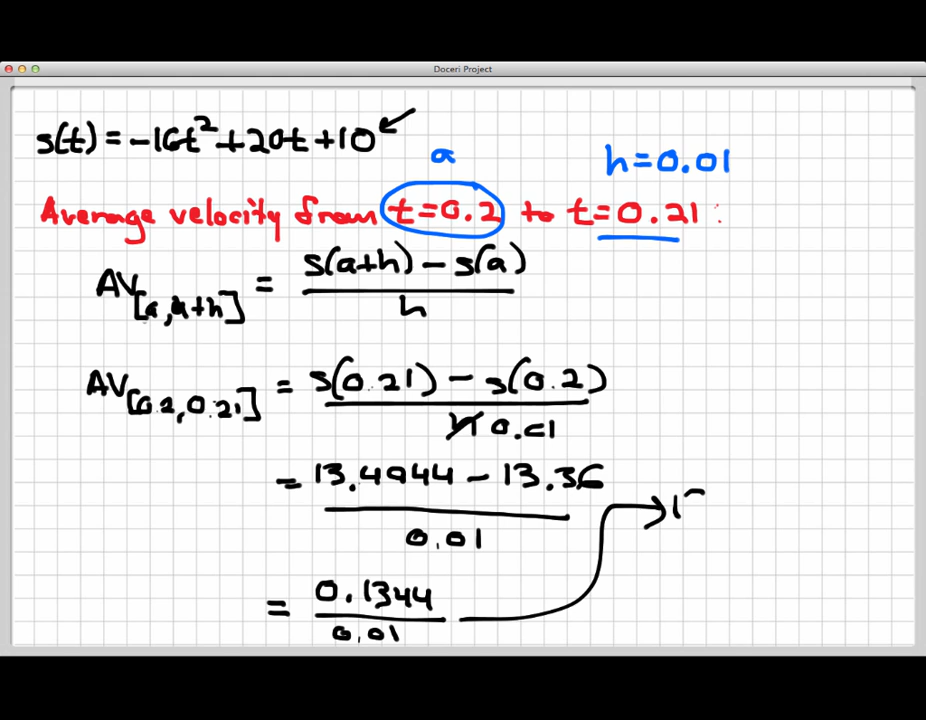 Doceri Project
s(t) = -16t² + 20t + 10
a
h = 0.01
Average velocity from t = 0.2 to t = 0.21 :
AV[a, a+h] = s(a+h) - s(a)
h
AV[0.2, 0.21] = s(0.21) - s(0.2)
h 0.01
= 13.4944 - 13.36
0.01
= 0.1344
0.01